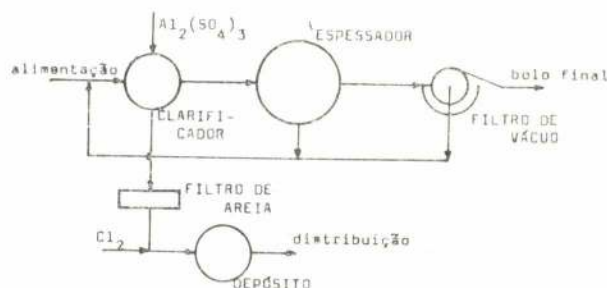 Al2(SO4)3
ESPESSADOR
alimentação
bolo final
CLARIFI-
CADOR
FILTRO DE
VÁCUO
FILTRO DE
AREIA
Cl2
distribuição
DEPÓSITO